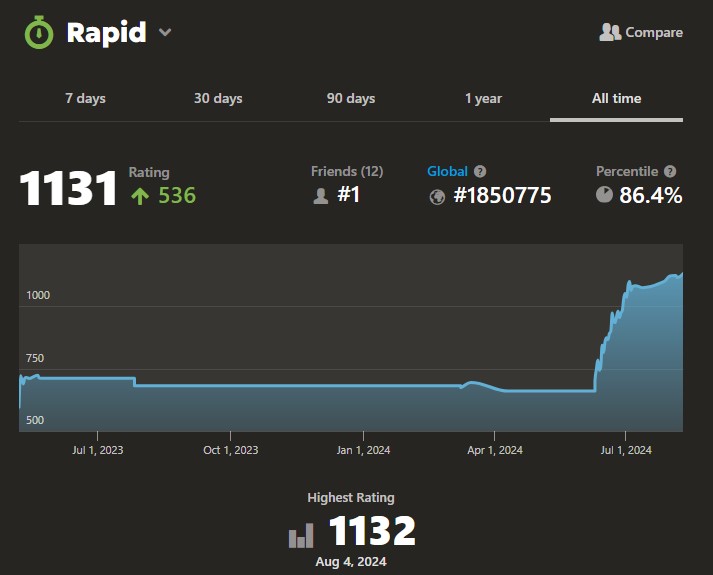 Rapid
Compare
7 days 30 days 90 days 1 year All time
1131 Rating 536
Friends (12) #1
Global ? #1850775
Percentile ? 86.4%
1000
750
500
Jul 1, 2023 Oct 1, 2023 Jan 1, 2024 Apr 1, 2024 Jul 1, 2024
Highest Rating
1132
Aug 4, 2024